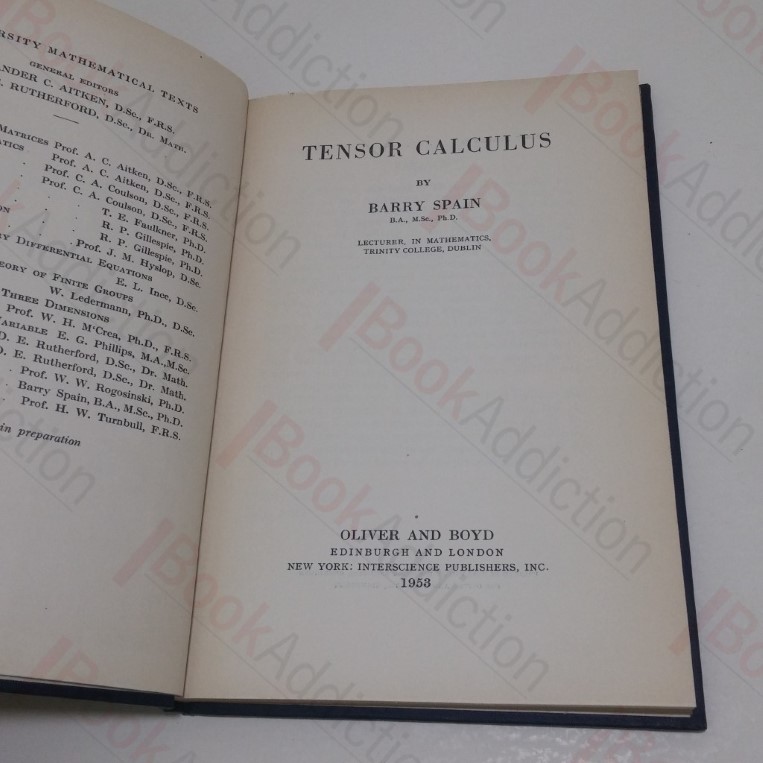 RSITY MATHEMATICAL TEXTS
GENERAL EDITORS
ANDER C. AITKEN, D.Sc., F.R.S.
RUTHERFORD, D.Sc., DR. MATH.
MATRICES Prof. A. C. Aitken, D.Sc., F.R.S.
ATICS Prof. A. C. Aitken, D.Sc., F.R.S.
Prof. C. A. Coulson, D.Sc., F.R.S.
Prof. C. A. Coulson, D.Sc., F.R.S.
T. E. Faulkner, Ph.D.
ON R. P. Gillespie, Ph.D.
R. P. Gillespie, Ph.D.
Prof. J. M. Hyslop, D.Sc.
Y DIFFERENTIAL EQUATIONS E. L. Ince, D.Sc.
EORY OF FINITE GROUPS
W. Ledermann, Ph.D., D.Sc.
THREE DIMENSIONS
Prof. W. H. M'Crea, Ph.D., F.R.S.
VARIABLE E. G. Phillips, M.A., M.Sc.
D. E. Rutherford, D.Sc., Dr. Math.
D. E. Rutherford, D.Sc., Dr. Math.
Prof. W. W. Rogosinski, Ph.D.
Barry Spain, B.A., M.Sc., Ph.D.
Prof. H. W. Turnbull, F.R.S.
in preparation
TENSOR CALCULUS
BY
BARRY SPAIN
B.A., M.Sc., Ph.D.
LECTURER, IN MATHEMATICS,
TRINITY COLLEGE, DUBLIN
OLIVER AND BOYD
EDINBURGH AND LONDON
NEW YORK: INTERSCIENCE PUBLISHERS, INC.
1953
BookAddiction